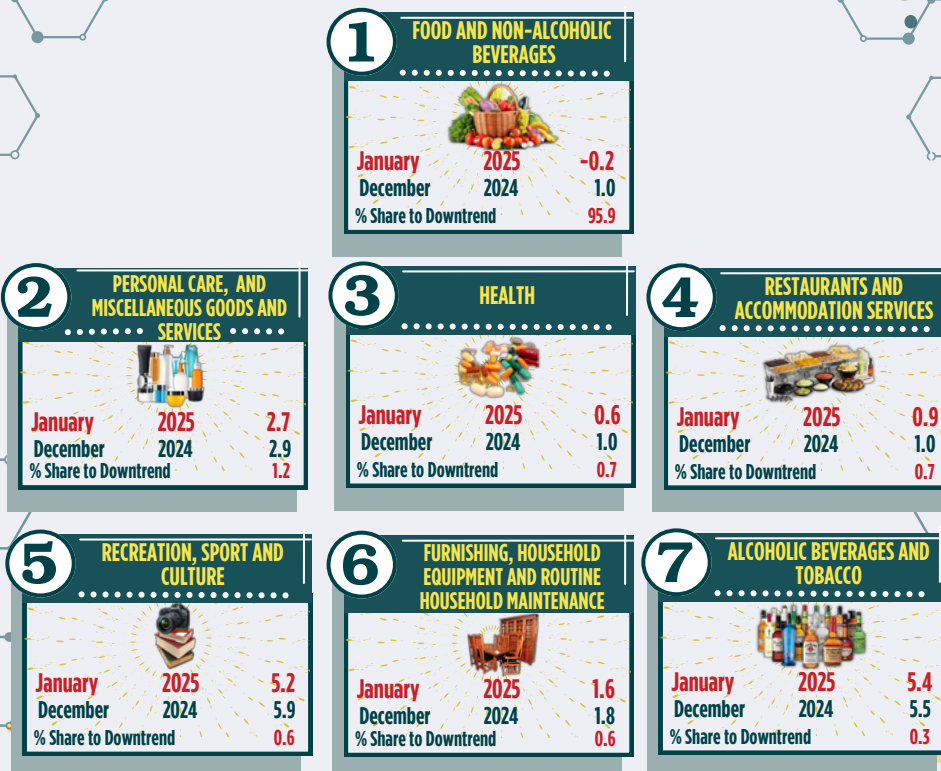 1
FOOD AND NON-ALCOHOLIC
BEVERAGES
January 2025 -0.2
December 2024 1.0
% Share to Downtrend 95.9
2
PERSONAL CARE, AND
MISCELLANEOUS GOODS AND
SERVICES
January 2025 2.7
December 2024 2.9
% Share to Downtrend 1.2
3
HEALTH
January 2025 0.6
December 2024 1.0
% Share to Downtrend 0.7
4
RESTAURANTS AND
ACCOMMODATION SERVICES
January 2025 0.9
December 2024 1.0
% Share to Downtrend 0.7
5
RECREATION, SPORT AND
CULTURE
January 2025 5.2
December 2024 5.9
% Share to Downtrend 0.6
6
FURNISHING, HOUSEHOLD
EQUIPMENT AND ROUTINE
HOUSEHOLD MAINTENANCE
January 2025 1.6
December 2024 1.8
% Share to Downtrend 0.6
7
ALCOHOLIC BEVERAGES AND
TOBACCO
January 2025 5.4
December 2024 5.5
% Share to Downtrend 0.3